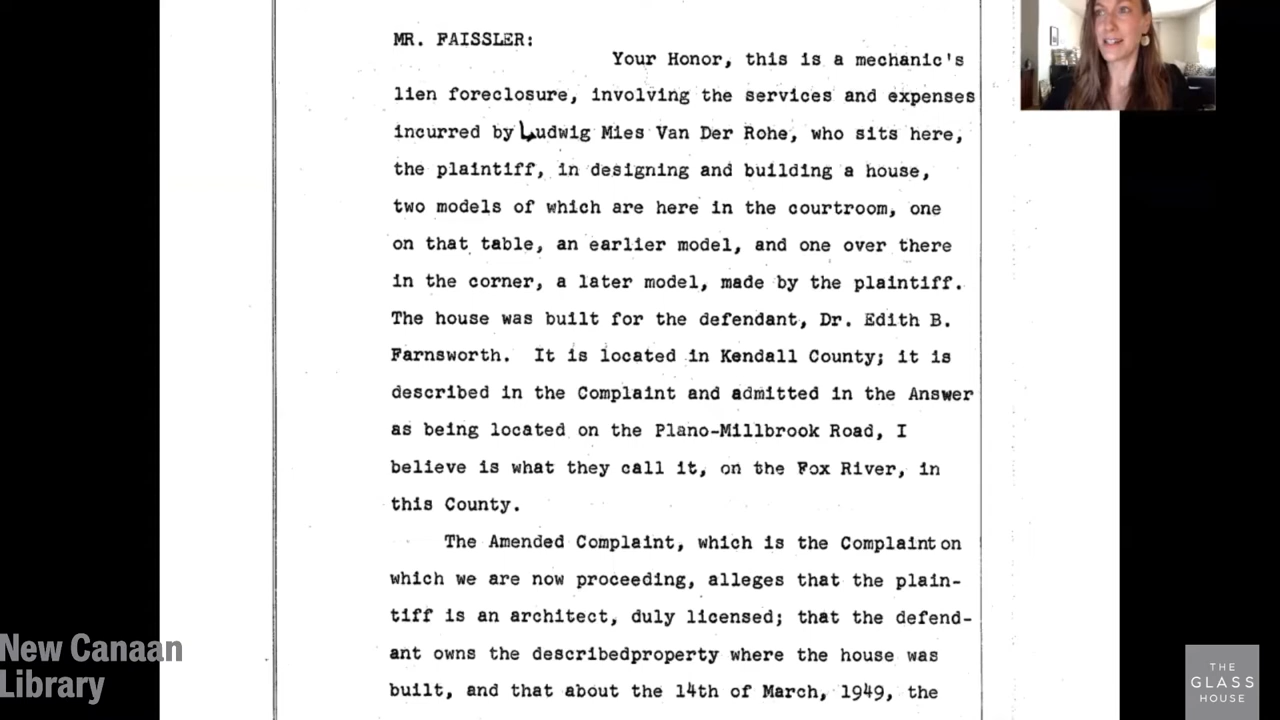 MR. FAISSLER:
Your Honor, this is a mechanic's
lien foreclosure, involving the services and expenses
incurred by Ludwig Mies Van Der Rohe, who sits here,
the plaintiff, in designing and building a house,
two models of which are here in the courtroom, one
on that table, an earlier model, and one over there
in the corner, a later model, made by the plaintiff.
The house was built for the defendant, Dr. Edith B.
Farnsworth. It is located in Kendall County; it is
described in the Complaint and admitted in the Answer
as being located on the Plano-Millbrook Road, I
believe is what they call it, on the Fox River, in
this County.
The Amended Complaint, which is the Complaint on
which we are now proceeding, alleges that the plain-
tiff is an architect, duly licensed; that the defend-
ant owns the describedproperty where the house was
built, and that about the 14th of March, 1949, the
New Canaan
Library
THE
GLASS
HOUSE